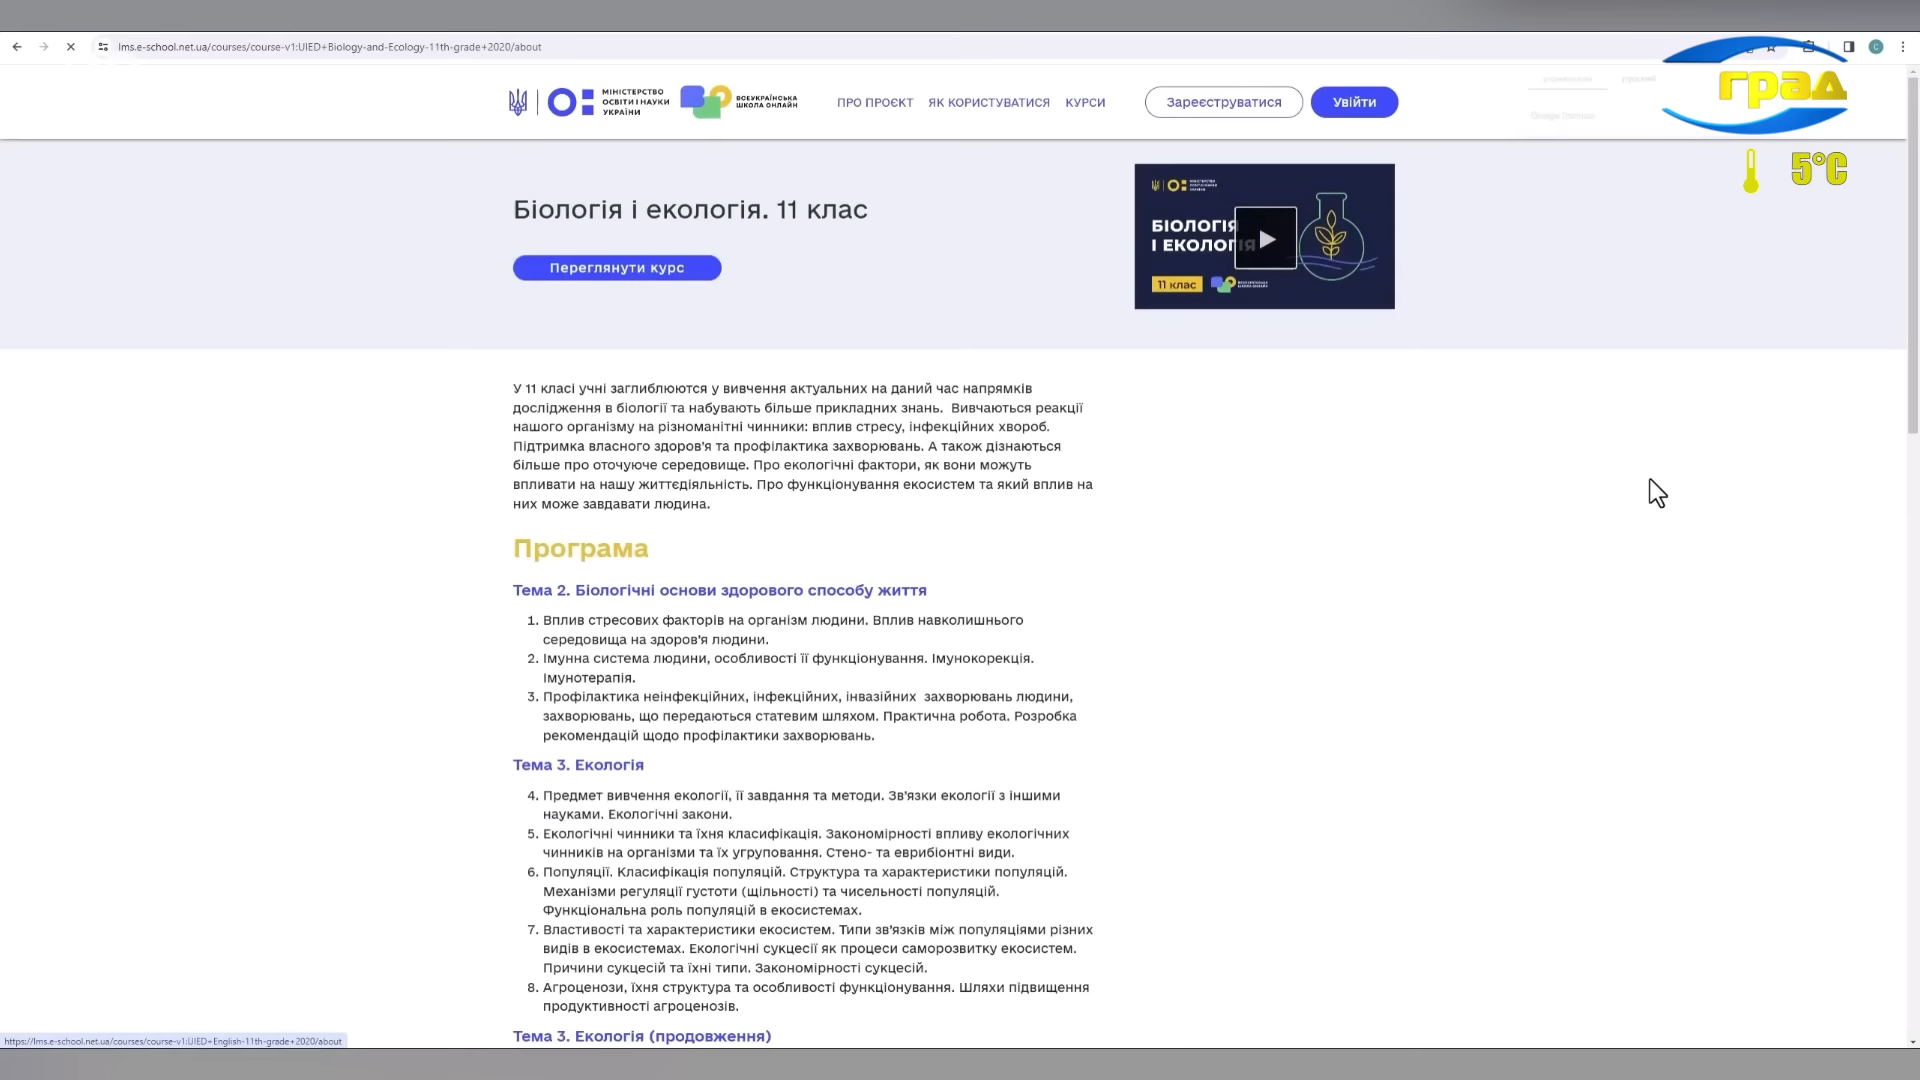 lms.e-school.net.ua/courses/course-v1:UIED+Biology-and-Ecology-11th-grade+2020/about
МІНІСТЕРСТВО
ОСВІТИ І НАУКИ
УКРАЇНИ
ВСЕУКРАЇНСЬКА
ШКОЛА ОНЛАЙН
ПРО ПРОЄКТ
ЯК КОРИСТУВАТИСЯ
КУРСИ
Зареєструватися
Увійти
град
5°C
Біологія і екологія. 11 клас
Переглянути курс
БІОЛОГІЯ
І ЕКОЛОГІЯ
11 клас
У 11 класі учні заглиблюются у вивчення актуальних на даний час напрямків
дослідження в біології та набувають більше прикладних знань.  Вивчаються реакції
нашого організму на різноманітні чинники: вплив стресу, інфекційних хвороб.
Підтримка власного здоров'я та профілактика захворювань. А також дізнаються
більше про оточуюче середовище. Про екологічні фактори, як вони можуть
впливати на нашу життєдіяльність. Про функціонування екосистем та який вплив на
них може завдавати людина.
Програма
Тема 2. Біологічні основи здорового способу життя
1. Вплив стресових факторів на організм людини. Вплив навколишнього
середовища на здоров'я людини.
2. Імунна система людини, особливості її функціонування. Імунокорекція.
Імунотерапія.
3. Профілактика неінфекційних, інфекційних, інвазійних  захворювань людини,
захворювань, що передаються статевим шляхом. Практична робота. Розробка
рекомендацій щодо профілактики захворювань.
Тема 3. Екологія
4. Предмет вивчення екології, її завдання та методи. Зв'язки екології з іншими
науками. Екологічні закони.
5. Екологічні чинники та їхня класифікація. Закономірності впливу екологічних
чинників на організми та їх угруповання. Стено- та еврибіонтні види.
6. Популяції. Класифікація популяцій. Структура та характеристики популяцій.
Механізми регуляції густоти (щільності) та чисельності популяцій.
Функціональна роль популяцій в екосистемах.
7. Властивості та характеристики екосистем. Типи зв'язків між популяціями різних
видів в екосистемах. Екологічні сукцесії як процеси саморозвитку екосистем.
Причини сукцесій та їхні типи. Закономірності сукцесій.
8. Агроценози, їхня структура та особливості функціонування. Шляхи підвищення
продуктивності агроценозів.
Тема 3. Екологія (продовження)
https://lms.e-school.net.ua/courses/course-v1:UIED+English-11th-grade+2020/about